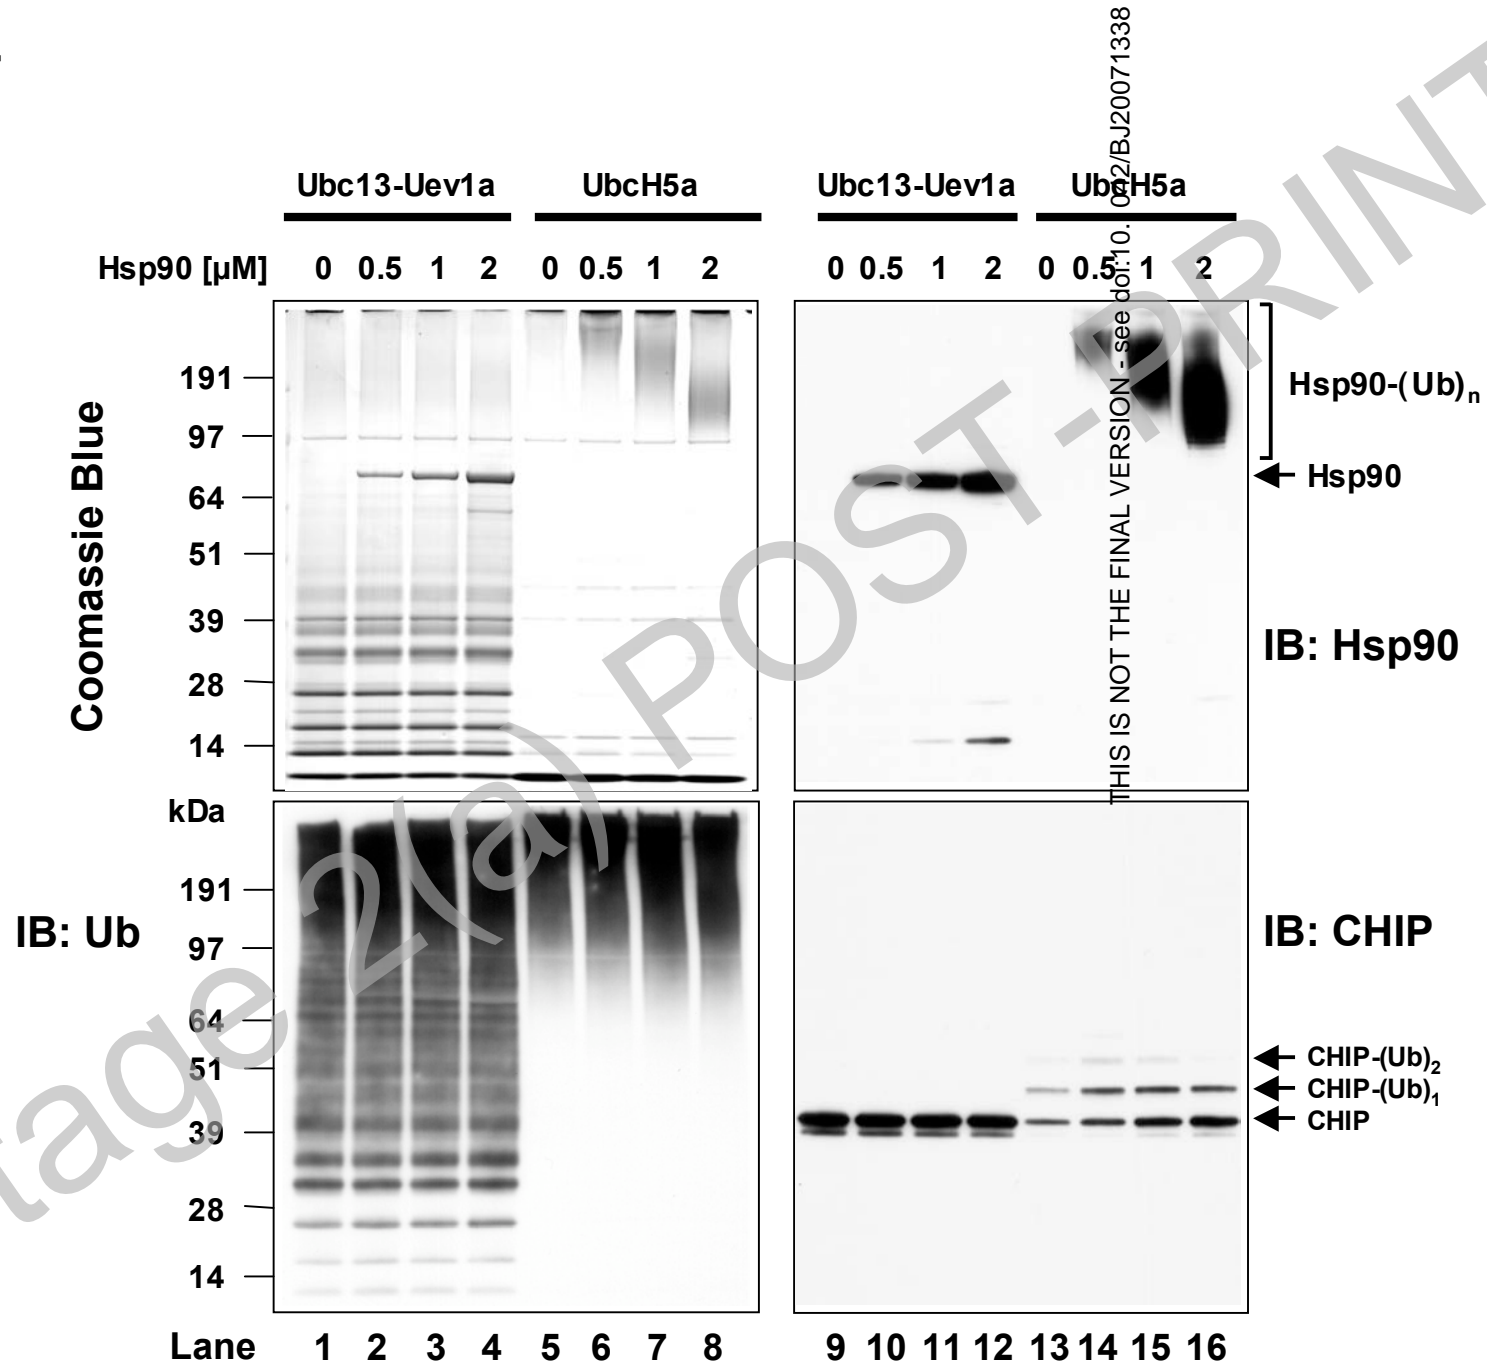 Ubc13-Uev1a UbcH5a Ubc13-Uev1a UbcH5a
Hsp90 [µM] 0 0.5 1 2 0 0.5 1 2 0 0.5 1 2 0 0.5 1 2
Coomassie Blue
191
97
64
51
39
28
14
kDa
Hsp90-(Ub)n
Hsp90
IB: Hsp90
IB: Ub
191
97
64
51
39
28
14
IB: CHIP
CHIP-(Ub)2
CHIP-(Ub)1
CHIP
Lane 1 2 3 4 5 6 7 8 9 10 11 12 13 14 15 16
tage 2(a) POST-PRINT
THIS IS NOT THE FINAL VERSION - see doi:10.